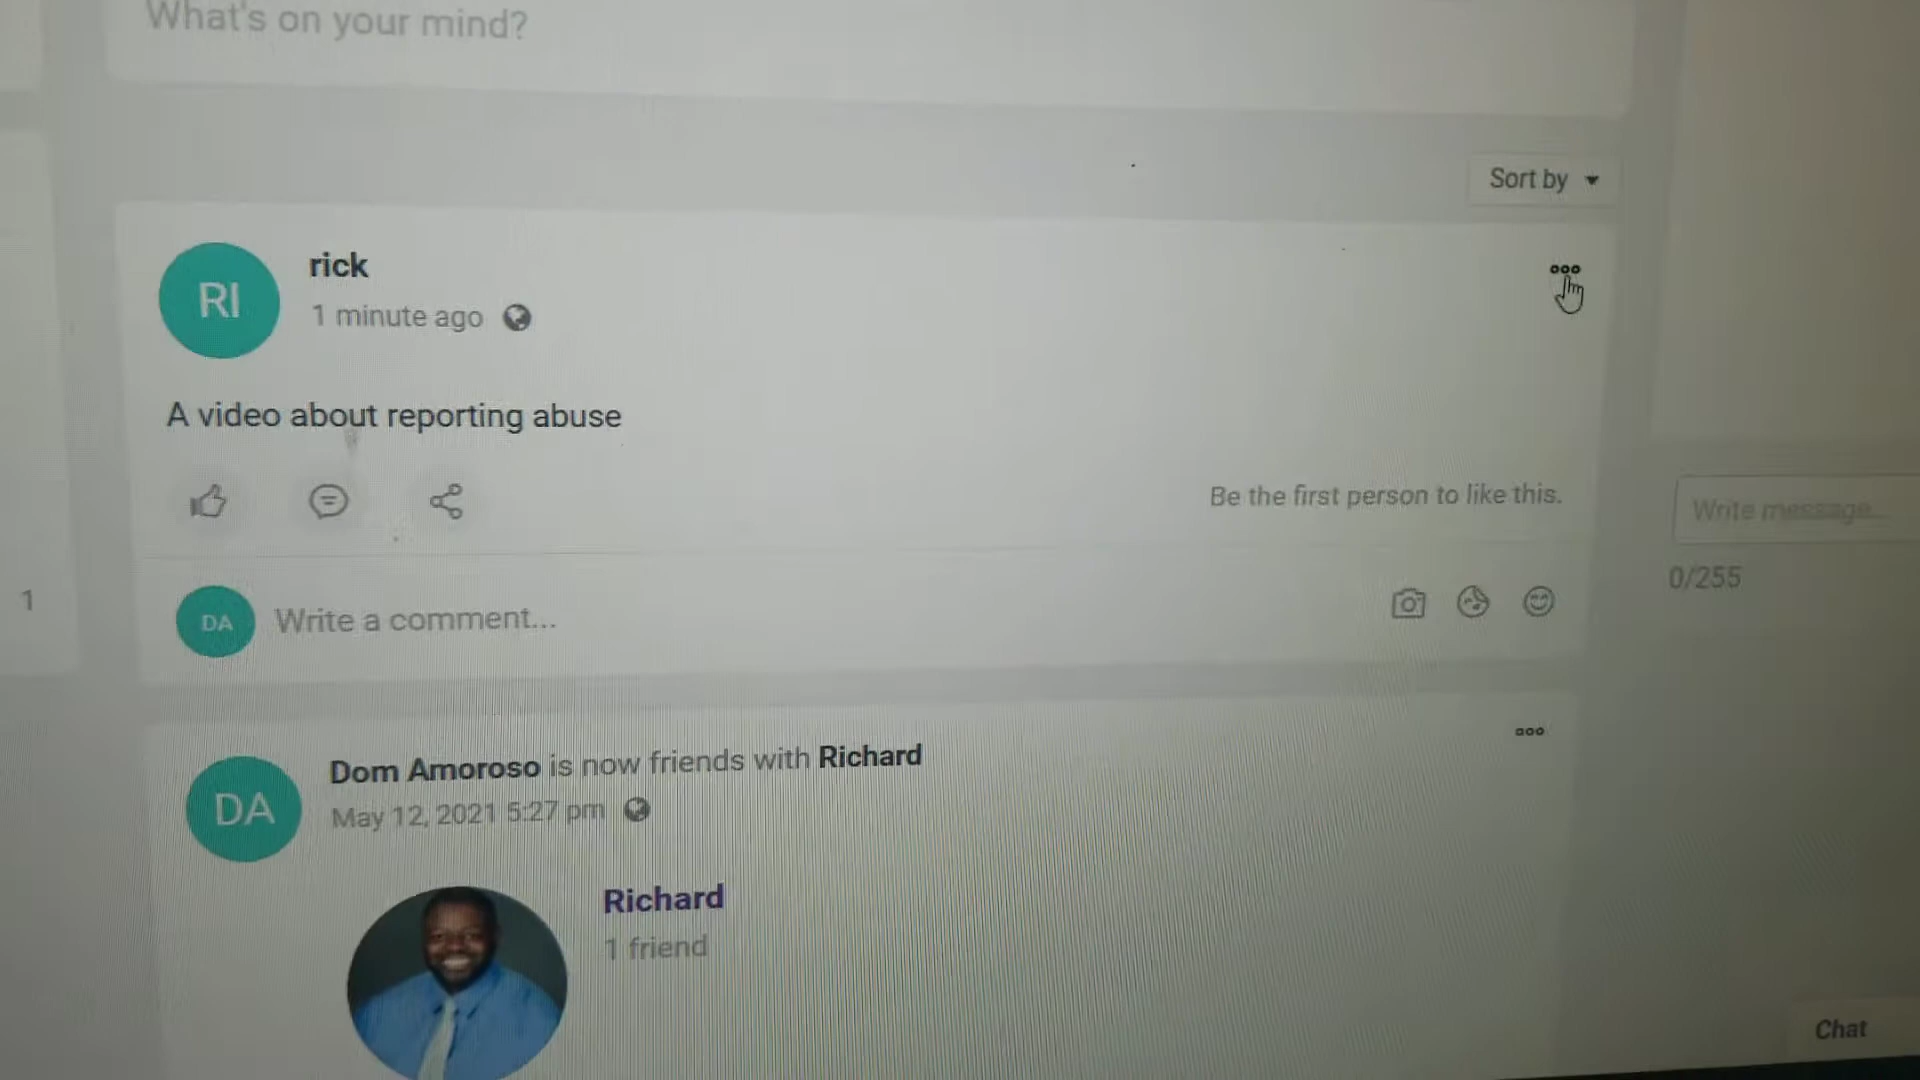 What's on your mind?
Sort by
RI
rick
1 minute ago
A video about reporting abuse
Be the first person to like this.
Write message...
0/255
1
DA
Write a comment...
DA
Dom Amoroso is now friends with Richard
May 12, 2021 5:27 pm
Richard
1 friend
Chat